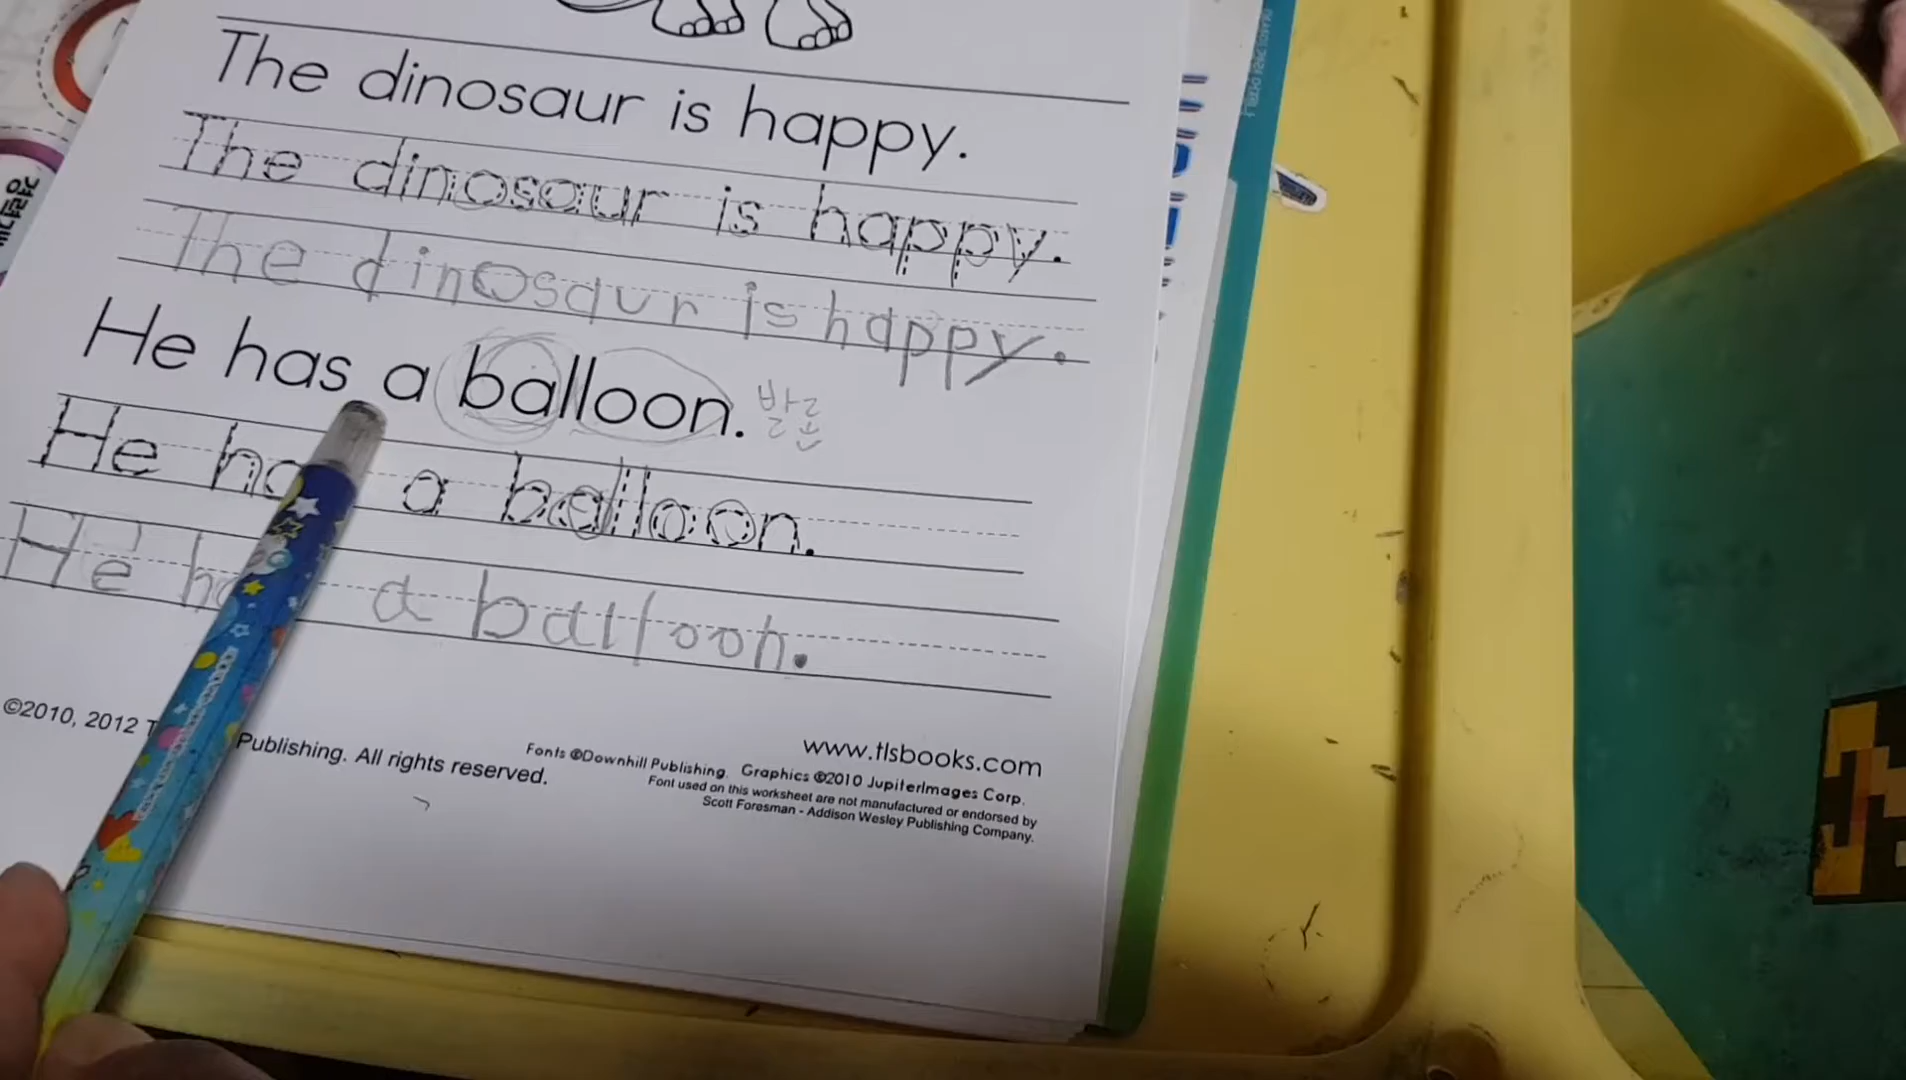 The dinosaur is happy.
The dinosaur is happy.
The dinosaur is happy.
He has a balloon. 발룬
He ha a balloon.
He ha a balloon.
©2010, 2012 T Publishing. All rights reserved.
www.tlsbooks.com
Fonts ©Downhill Publishing. Graphics ©2010 JupiterImages Corp.
Font used on this worksheet are not manufactured or endorsed by
Scott Foresman - Addison Wesley Publishing Company.